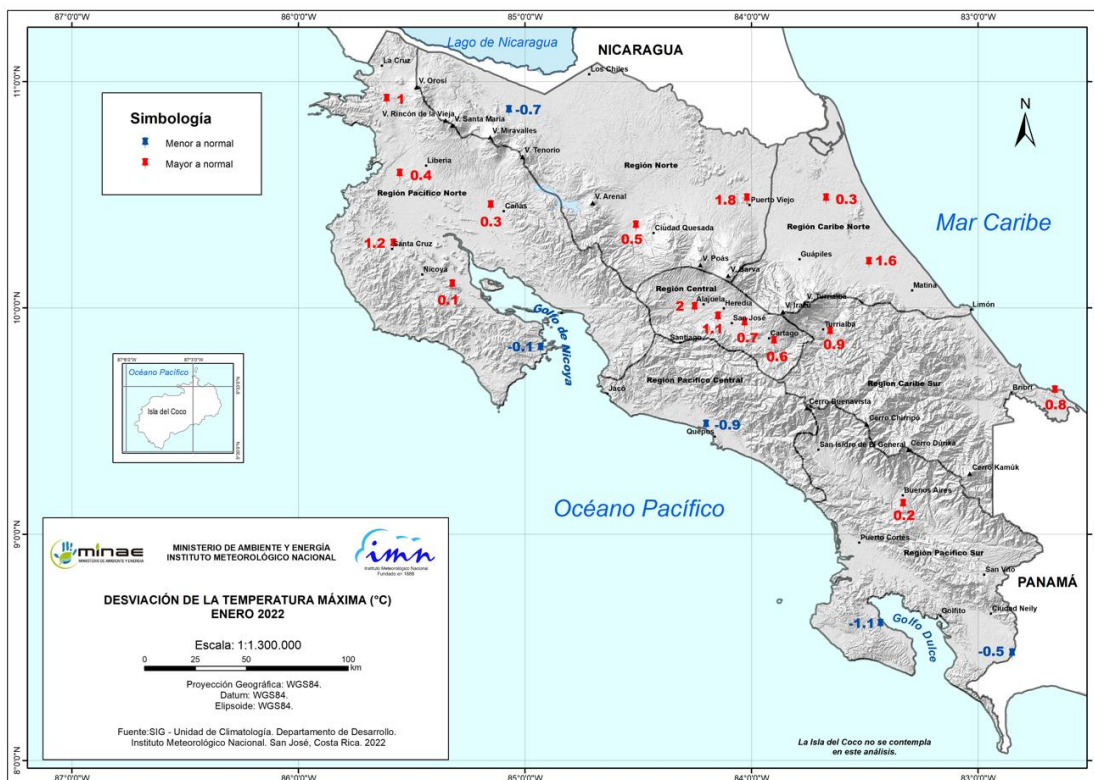 87°0'0"W 86°0'0"W 85°0'0"W 84°0'0"W 83°0'0"W
11°0'0"N
10°0'0"N
9°0'0"N
8°0'0"N
Lago de Nicaragua
NICARAGUA
La Cruz
Los Chiles
V. Orosí
1
-0.7
V. Rincón de la Vieja
V. Santa María
V. Miravalles
V. Tenorio
Simbología
Menor a normal
Mayor a normal
N
Liberia
0.4
Región Pacífico Norte
Región Norte
0.3
Cañas
V. Arenal
1.8
Puerto Viejo
0.3
Región Caribe Norte
Mar Caribe
1.2
Santa Cruz
0.5
Ciudad Quesada
Nicoya
0.1
V. Poás
V. Barva
Guápiles
1.6
Matina
Limón
Región Central
2
Alajuela
Heredia
V. Irazú
V. Turrialba
1.1
San José
0.7
Santiago
Cartago
0.6
Turrialba
0.9
Golfo de Nicoya
-0.1
Región Pacífico Central
Región Caribe Sur
Bribrí
0.8
Jacó
Cerro Buenavista
Cerro Chirripó
-0.9
Quepos
San Isidro de El General
Cerro Dúrika
Cerro Kamúk
Océano Pacífico
Isla del Coco
87°3'0"W
Océano Pacífico
Buenos Aires
0.2
Puerto Cortés
Región Pacífico Sur
San Vito
PANAMÁ
Golfito
Ciudad Neily
-1.1
Golfo Dulce
-0.5
minae
MINISTERIO DE AMBIENTE Y ENERGÍA
MINISTERIO DE AMBIENTE Y ENERGÍA
INSTITUTO METEOROLÓGICO NACIONAL
imn
Instituto Meteorológico Nacional
Fundado en 1888
DESVIACIÓN DE LA TEMPERATURA MÁXIMA (°C)
ENERO 2022
Escala: 1:1.300.000
0 25 50 100
km
Proyección Geográfica: WGS84.
Datum: WGS84.
Elipsoide: WGS84.
Fuente:SIG - Unidad de Climatología. Departamento de Desarrollo.
Instituto Meteorológico Nacional. San José, Costa Rica. 2022
La Isla del Coco no se contempla
en este análisis.
87°0'0"W 86°0'0"W 85°0'0"W 84°0'0"W 83°0'0"W